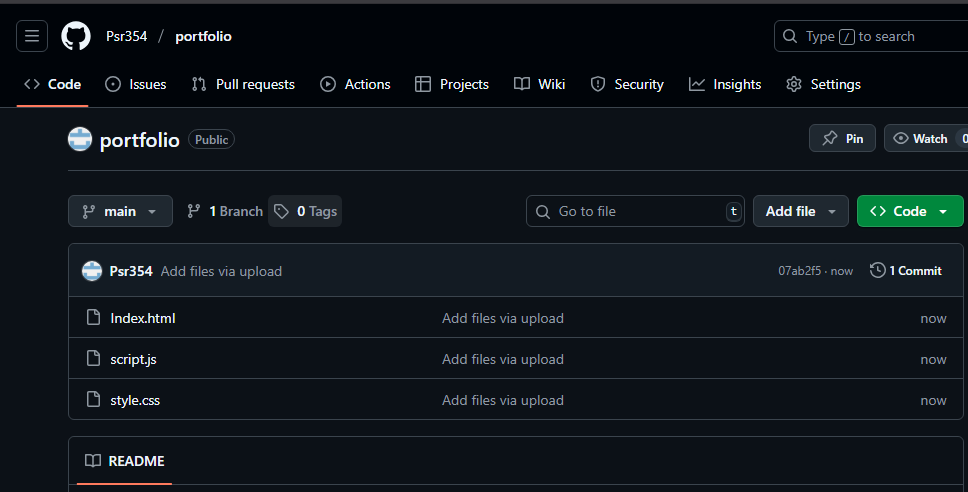 Psr354 / portfolio
Type / to search
Code Issues Pull requests Actions Projects Wiki Security Insights Settings
portfolio Public
Pin Watch 0
main 1 Branch 0 Tags Go to file t Add file Code
Psr354 Add files via upload 07ab2f5 · now 1 Commit
Index.html Add files via upload now
script.js Add files via upload now
style.css Add files via upload now
README